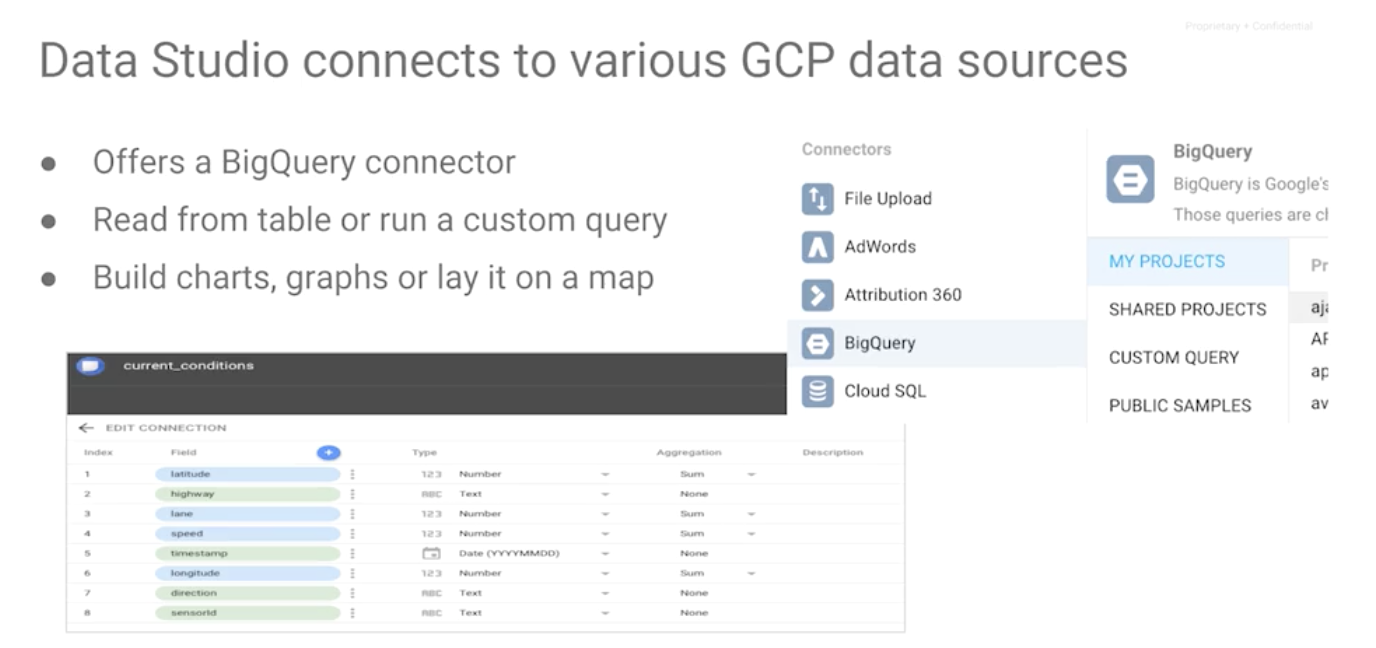 Proprietary + Confidential
Data Studio connects to various GCP data sources
● Offers a BigQuery connector
● Read from table or run a custom query
● Build charts, graphs or lay it on a map
Connectors
File Upload
AdWords
Attribution 360
BigQuery
Cloud SQL
BigQuery
BigQuery is Google's
Those queries are
MY PROJECTS
SHARED PROJECTS
CUSTOM QUERY
PUBLIC SAMPLES
Pr
aj
ap
av
current_conditions
← EDIT CONNECTION
Index Field + Type Aggregation Description
1 latitude 123 Number Sum
2 highway ABC Text None
3 lane 123 Number Sum
4 speed 123 Number Sum
5 timestamp Date (YYYYMMDD) None
6 longitude 123 Number Sum
7 direction ABC Text None
8 sensorId ABC Text None